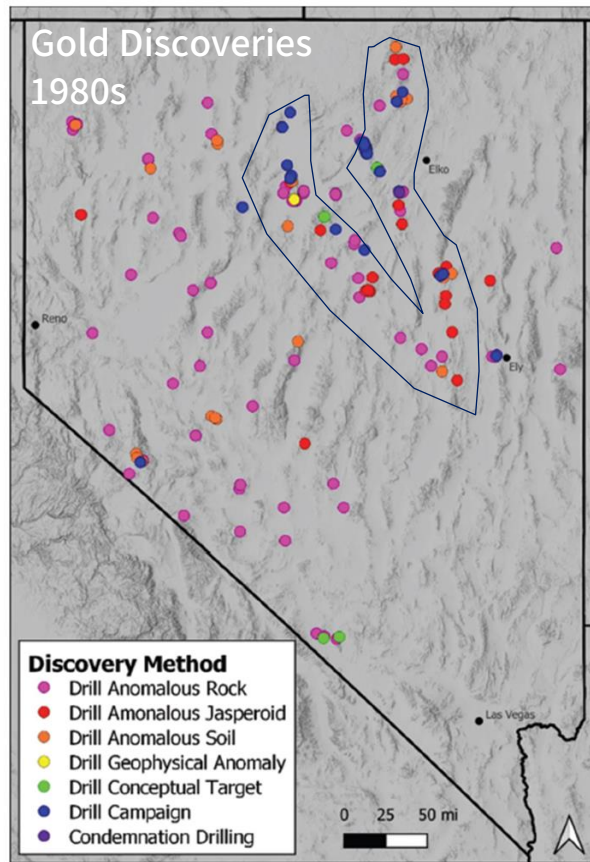 Gold Discoveries
1980s
Elko
Reno
Ely
Las Vegas
Discovery Method
Drill Anomalous Rock
Drill Amonalous Jasperoid
Drill Anomalous Soil
Drill Geophysical Anomaly
Drill Conceptual Target
Drill Campaign
Condemnation Drilling
0 25 50 mi